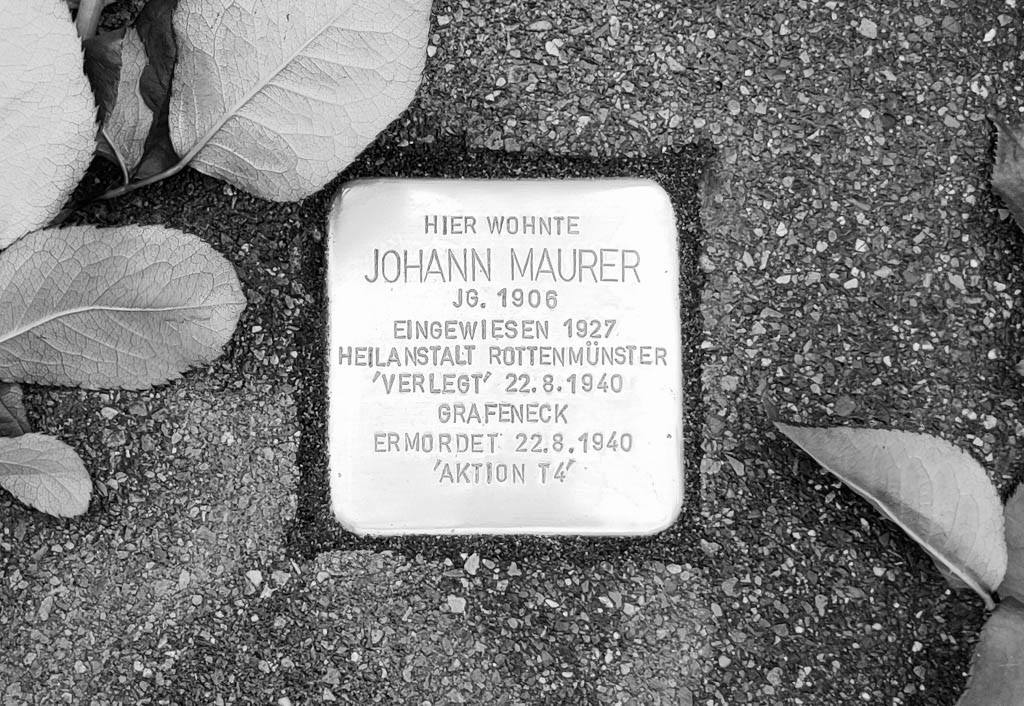 HIER WOHNTE
JOHANN MAURER
JG. 1906
EINGEWIESEN 1927
HEILANSTALT ROTTENMÜNSTER
'VERLEGT' 22.8.1940
GRAFENECK
ERMORDET 22.8.1940
'AKTION T4'